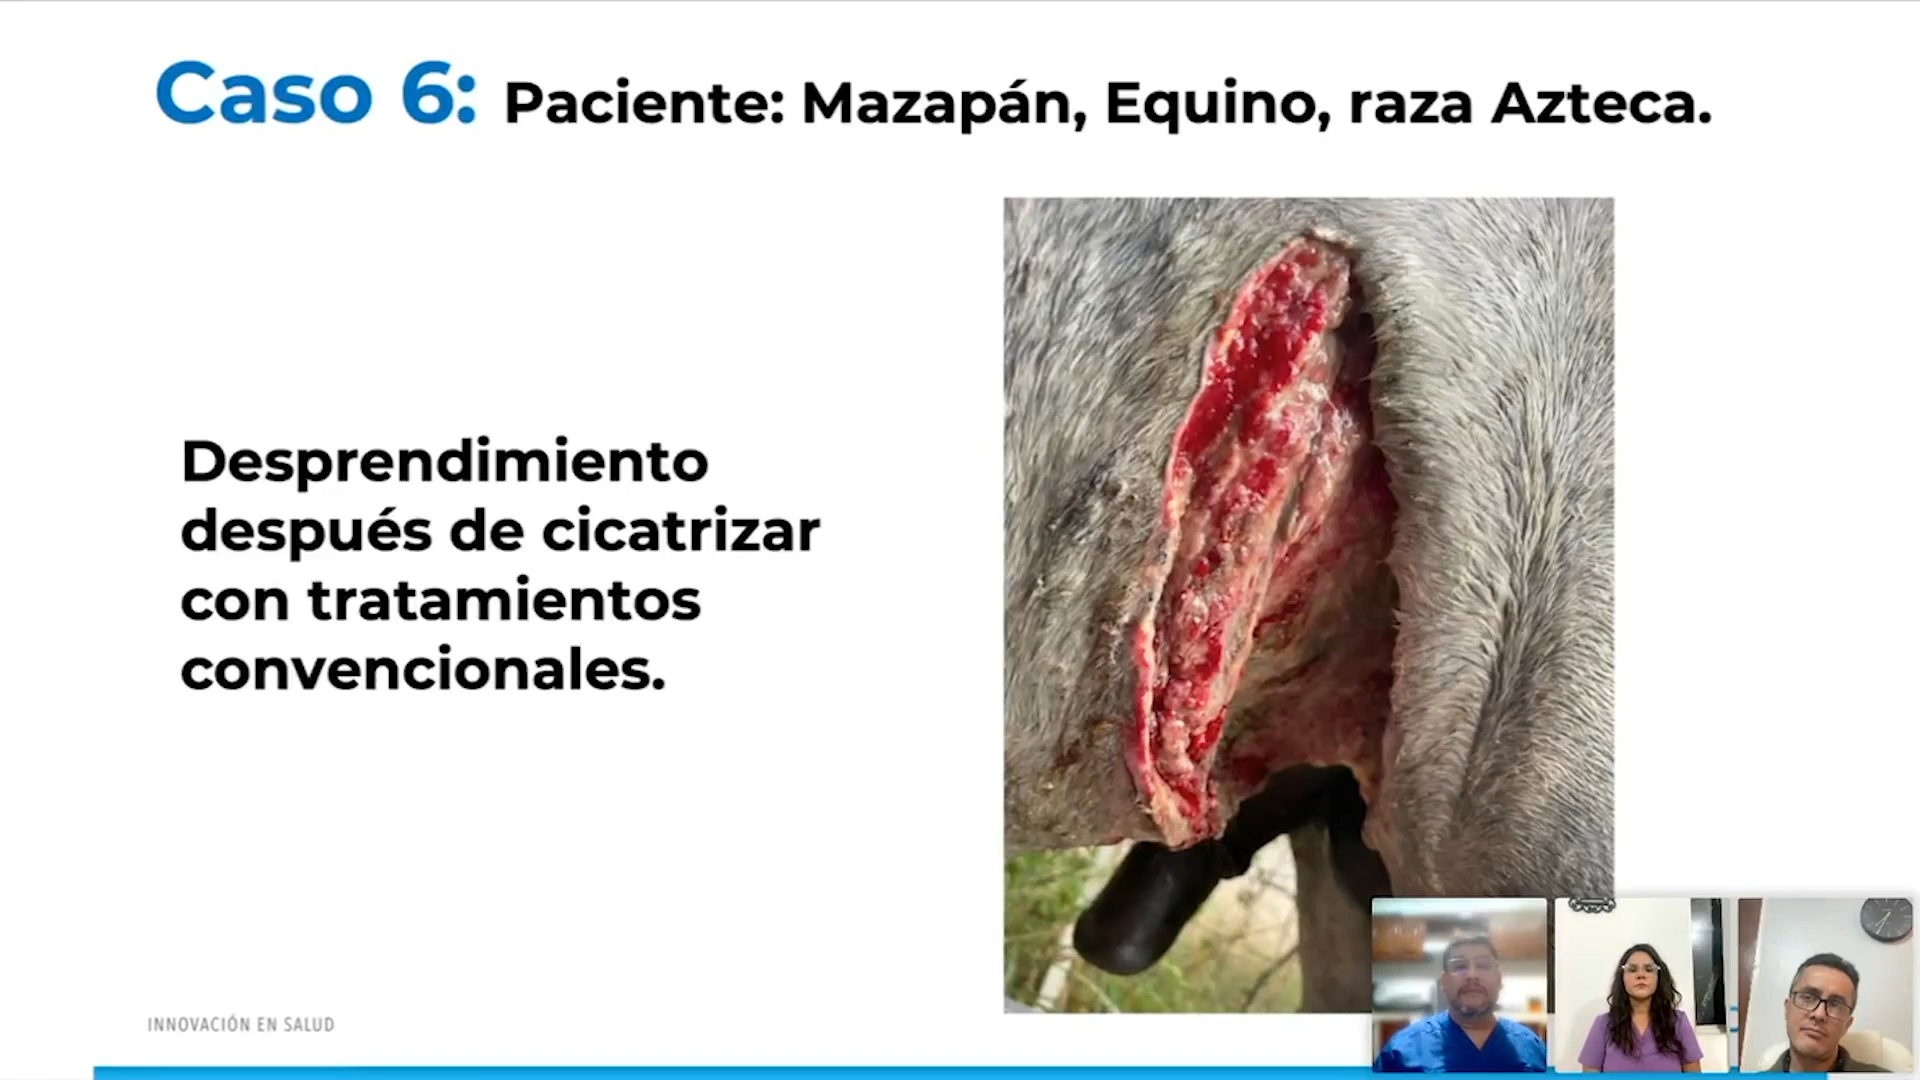 Caso 6: Paciente: Mazapán, Equino, raza Azteca.
Desprendimiento
después de cicatrizar
con tratamientos
convencionales.
INNOVACIÓN EN SALUD